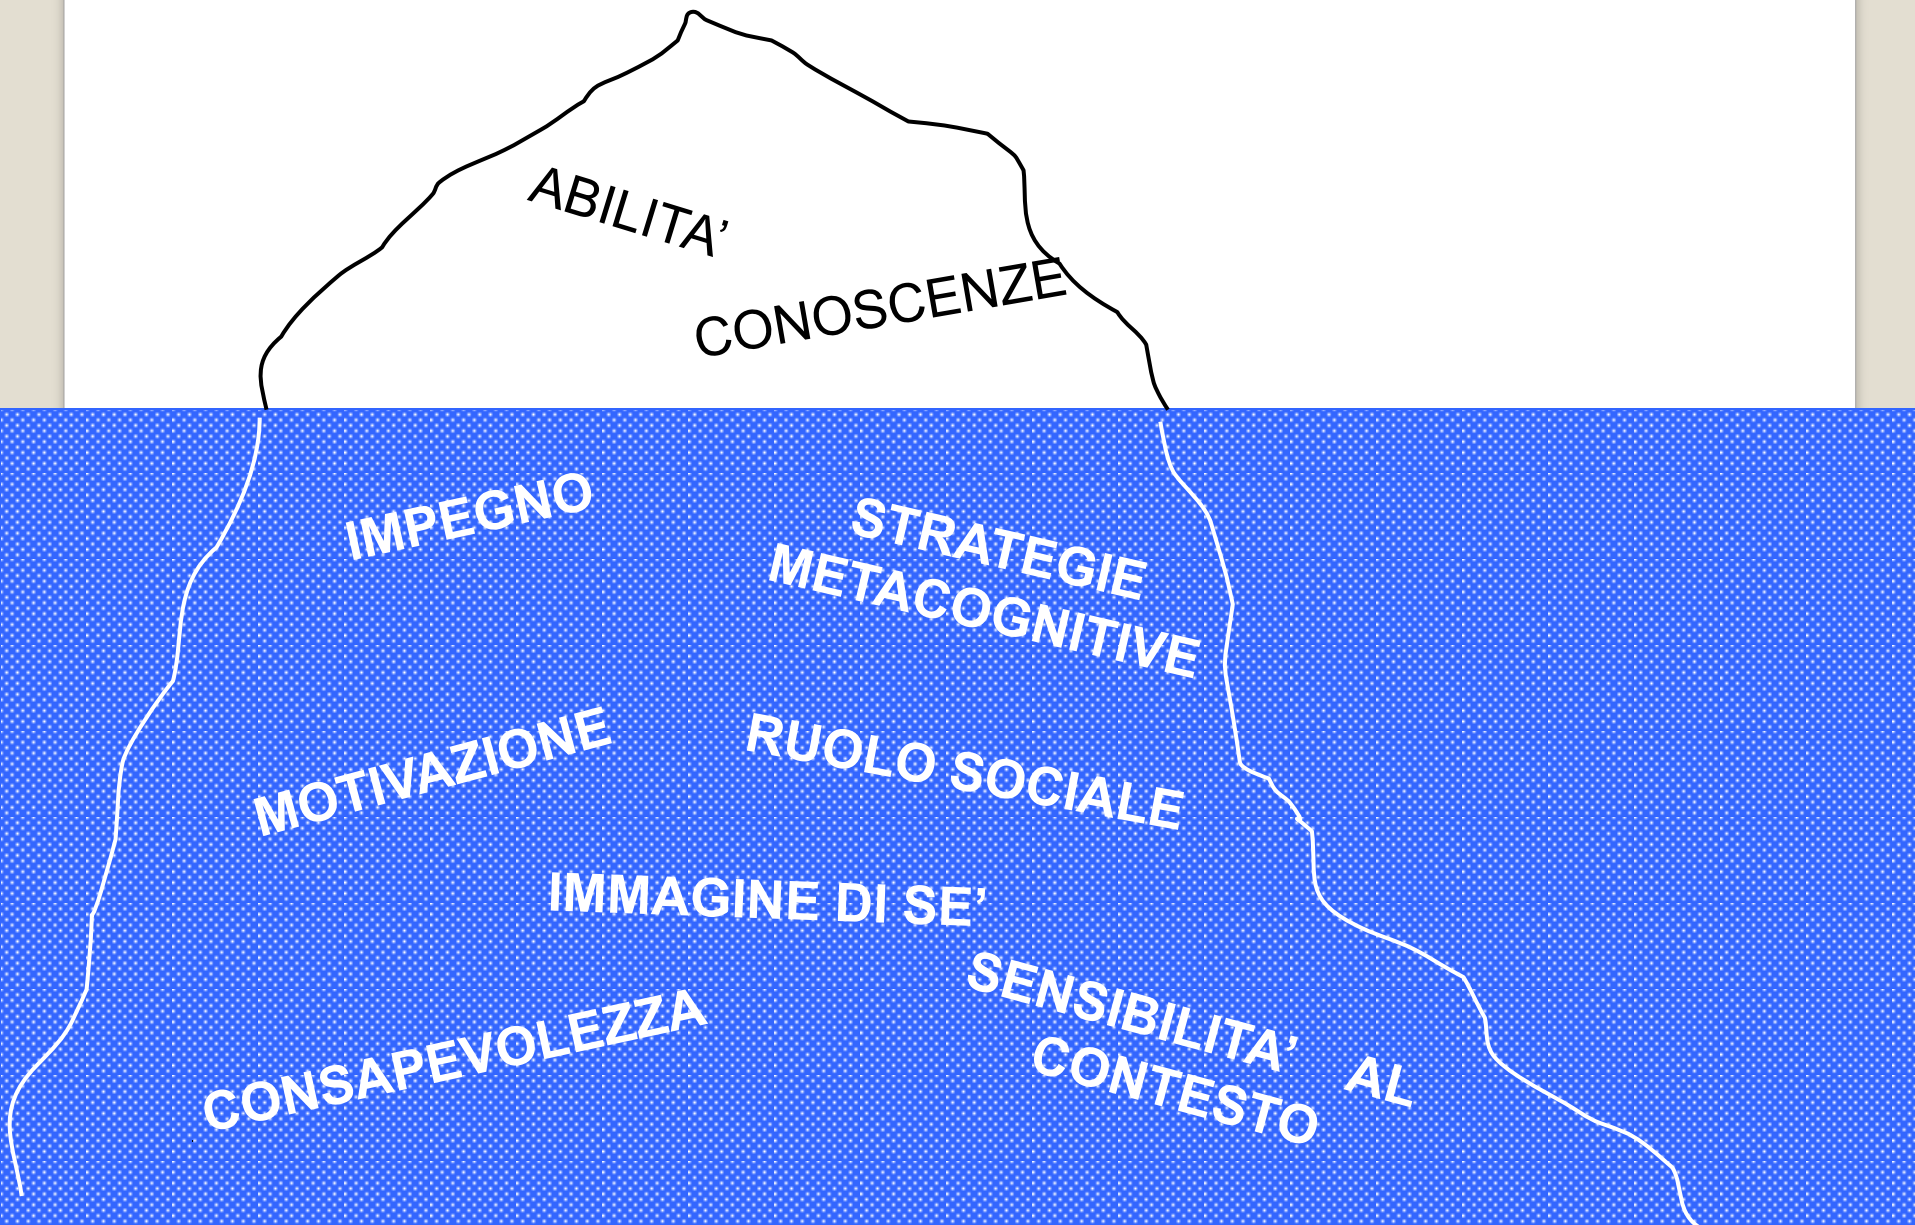 ABILITA’
CONOSCENZE
IMPEGNO
STRATEGIE
METACOGNITIVE
MOTIVAZIONE
RUOLO SOCIALE
IMMAGINE DI SE’
SENSIBILITA’ AL
CONTESTO
CONSAPEVOLEZZA